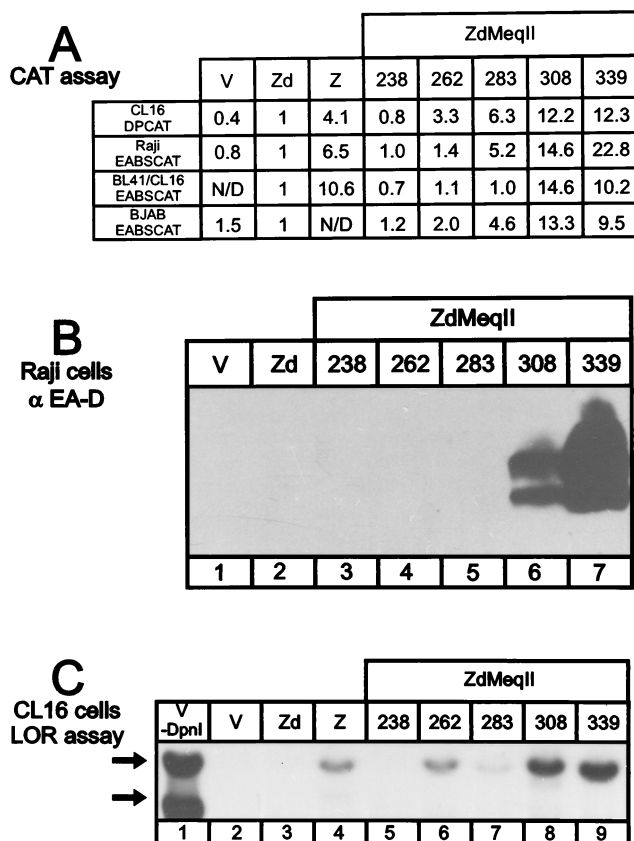 A
CAT assay
ZdMeqII
V Zd Z 238 262 283 308 339
CL16 DPCAT 0.4 1 4.1 0.8 3.3 6.3 12.2 12.3
Raji EABSCAT 0.8 1 6.5 1.0 1.4 5.2 14.6 22.8
BL41/CL16 EABSCAT N/D 1 10.6 0.7 1.1 1.0 14.6 10.2
BJAB EABSCAT 1.5 1 N/D 1.2 2.0 4.6 13.3 9.5
B
Raji cells
α EA-D
ZdMeqII
V Zd 238 262 283 308 339
1 2 3 4 5 6 7
C
CL16 cells
LOR assay
ZdMeqII
V -DpnI V Zd Z 238 262 283 308 339
1 2 3 4 5 6 7 8 9